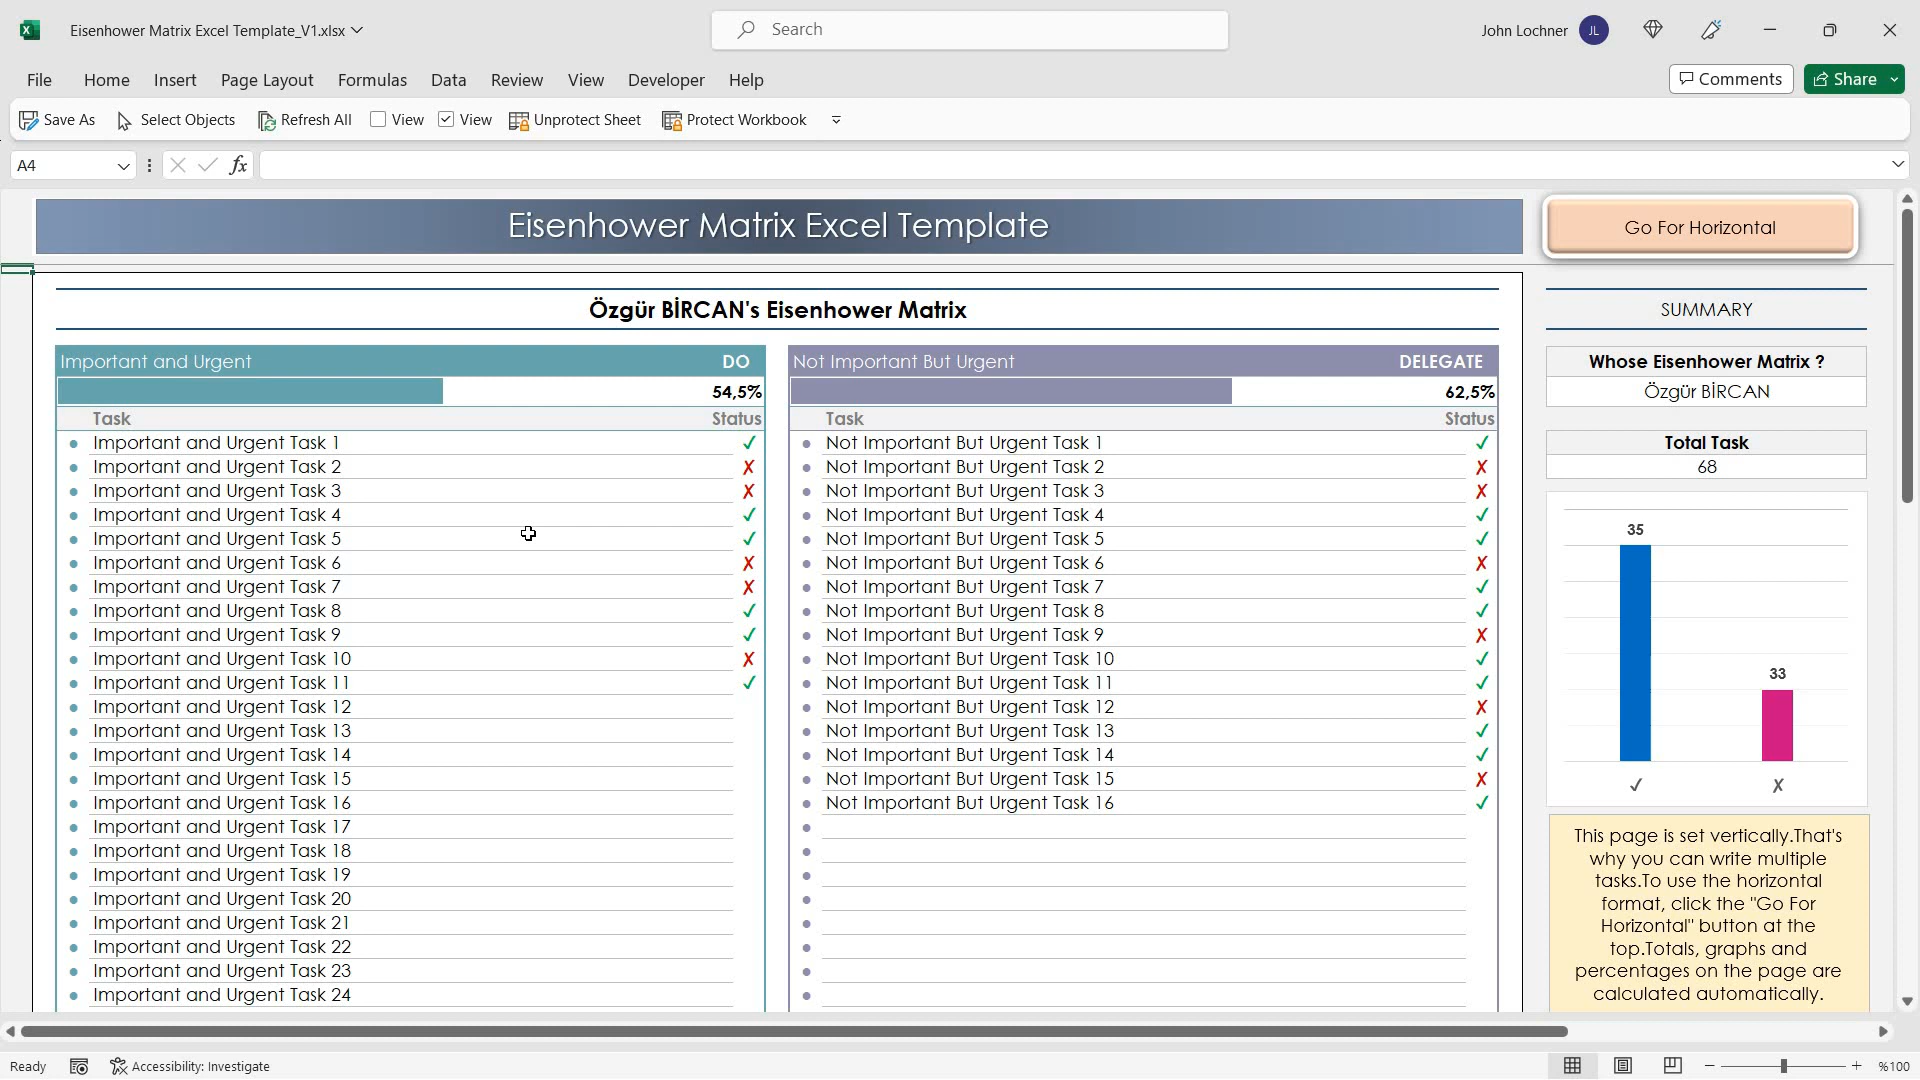 Eisenhower Matrix Excel Template_V1.xlsx
Search
John Lochner JL
File Home Insert Page Layout Formulas Data Review View Developer Help
Comments Share
Save As Select Objects Refresh All View View Unprotect Sheet Protect Workbook
A4 fx
Eisenhower Matrix Excel Template
Go For Horizontal
Özgür BİRCAN's Eisenhower Matrix
Important and Urgent DO
54,5%
Task Status
Important and Urgent Task 1 ✓
Important and Urgent Task 2 ✗
Important and Urgent Task 3 ✗
Important and Urgent Task 4 ✓
Important and Urgent Task 5 ✓
Important and Urgent Task 6 ✗
Important and Urgent Task 7 ✗
Important and Urgent Task 8 ✓
Important and Urgent Task 9 ✓
Important and Urgent Task 10 ✗
Important and Urgent Task 11 ✓
Important and Urgent Task 12
Important and Urgent Task 13
Important and Urgent Task 14
Important and Urgent Task 15
Important and Urgent Task 16
Important and Urgent Task 17
Important and Urgent Task 18
Important and Urgent Task 19
Important and Urgent Task 20
Important and Urgent Task 21
Important and Urgent Task 22
Important and Urgent Task 23
Important and Urgent Task 24
Not Important But Urgent DELEGATE
62,5%
Task Status
Not Important But Urgent Task 1 ✓
Not Important But Urgent Task 2 ✗
Not Important But Urgent Task 3 ✗
Not Important But Urgent Task 4 ✓
Not Important But Urgent Task 5 ✓
Not Important But Urgent Task 6 ✗
Not Important But Urgent Task 7 ✓
Not Important But Urgent Task 8 ✓
Not Important But Urgent Task 9 ✗
Not Important But Urgent Task 10 ✓
Not Important But Urgent Task 11 ✓
Not Important But Urgent Task 12 ✗
Not Important But Urgent Task 13 ✓
Not Important But Urgent Task 14 ✓
Not Important But Urgent Task 15 ✗
Not Important But Urgent Task 16 ✓
SUMMARY
Whose Eisenhower Matrix ?
Özgür BİRCAN
Total Task
68
35
33
✓ ✗
This page is set vertically.That's
why you can write multiple
tasks.To use the horizontal
format, click the "Go For
Horizontal" button at the
top.Totals, graphs and
percentages on the page are
calculated automatically.
Ready Accessibility: Investigate %100